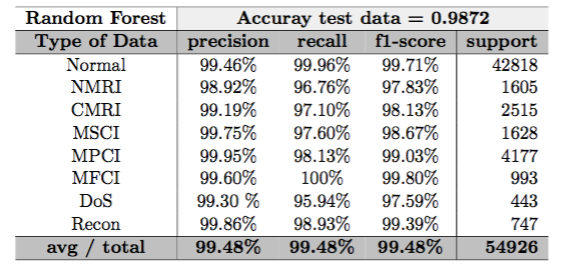 Random Forest Accuray test data = 0.9872
Type of Data precision recall f1-score support
Normal 99.46% 99.96% 99.71% 42818
NMRI 98.92% 96.76% 97.83% 1605
CMRI 99.19% 97.10% 98.13% 2515
MSCI 99.75% 97.60% 98.67% 1628
MPCI 99.95% 98.13% 99.03% 4177
MFCI 99.60% 100% 99.80% 993
DoS 99.30 % 95.94% 97.59% 443
Recon 99.86% 98.93% 99.39% 747
avg / total 99.48% 99.48% 99.48% 54926